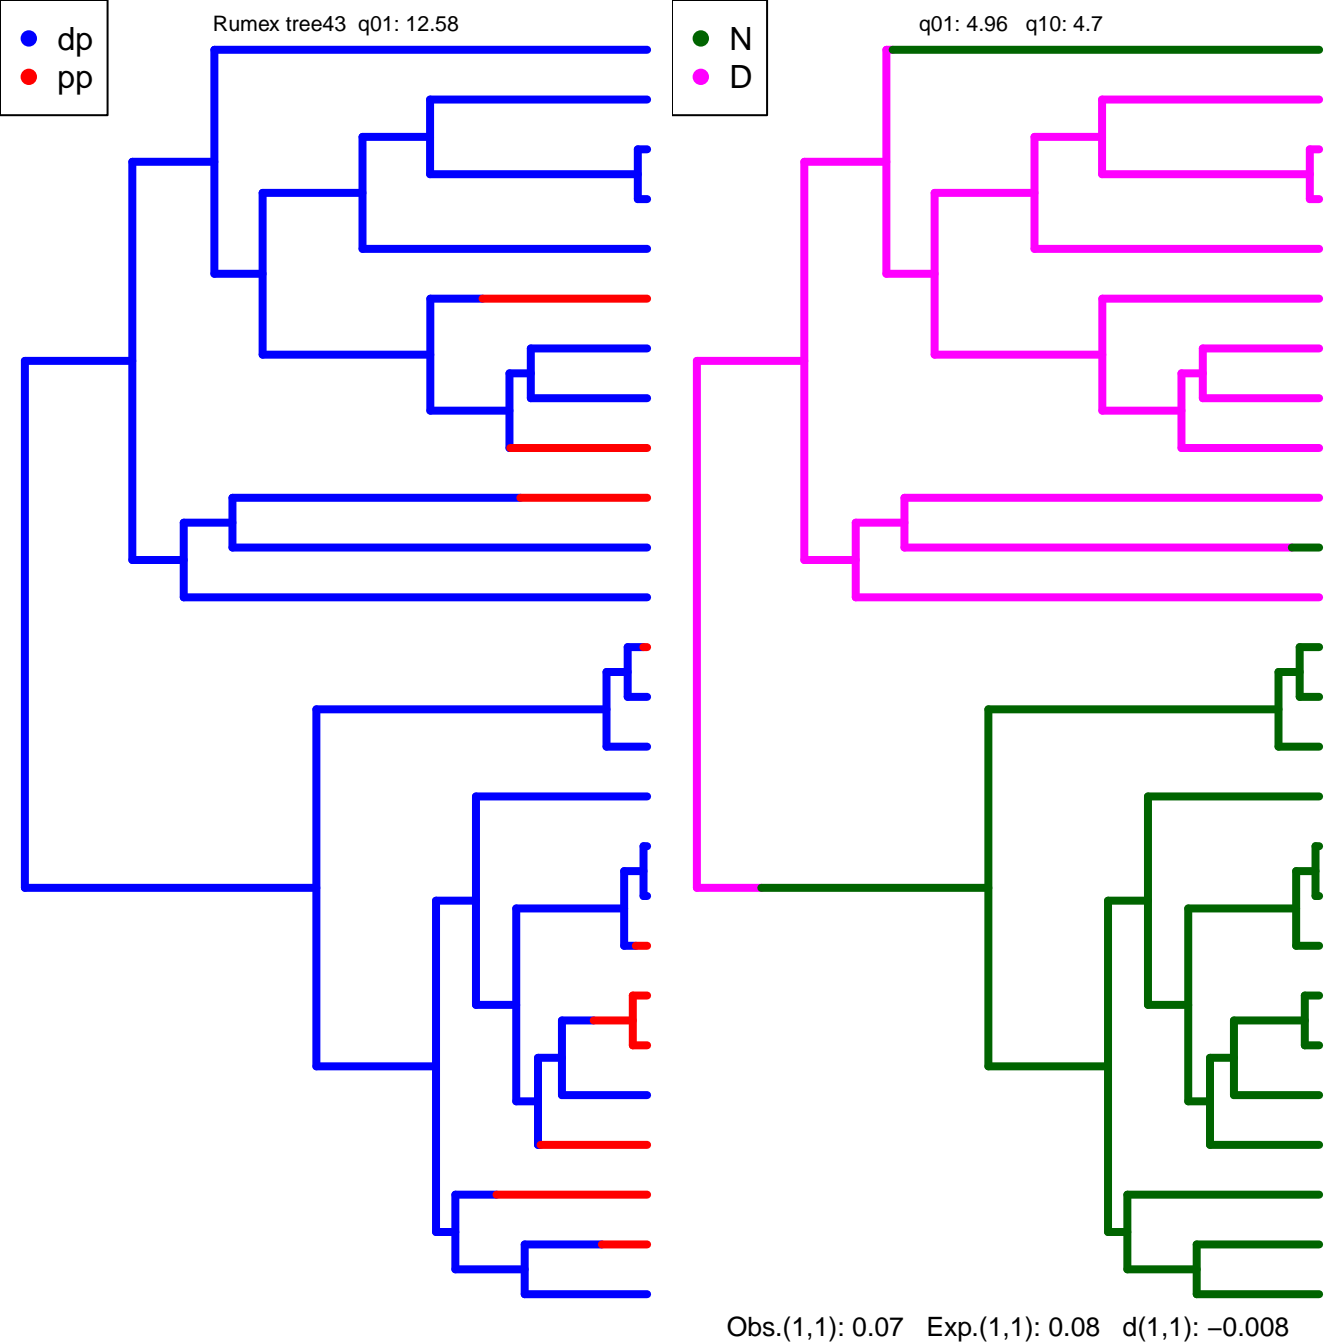 Rumex tree43 q01: 12.58
dp
pp
q01: 4.96 q10: 4.7
N
D
Obs.(1,1): 0.07 Exp.(1,1): 0.08 d(1,1): −0.008